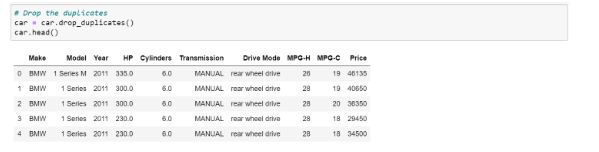 # Drop the duplicates
car = car.drop_duplicates()
car.head()
Make Model Year HP Cylinders Transmission Drive Mode MPG-H MPG-C Price
0 BMW 1 Series M 2011 335.0 6.0 MANUAL rear wheel drive 26 19 46135
1 BMW 1 Series 2011 300.0 6.0 MANUAL rear wheel drive 28 19 40650
2 BMW 1 Series 2011 300.0 6.0 MANUAL rear wheel drive 28 20 36350
3 BMW 1 Series 2011 230.0 6.0 MANUAL rear wheel drive 28 18 29450
4 BMW 1 Series 2011 230.0 6.0 MANUAL rear wheel drive 28 18 34500